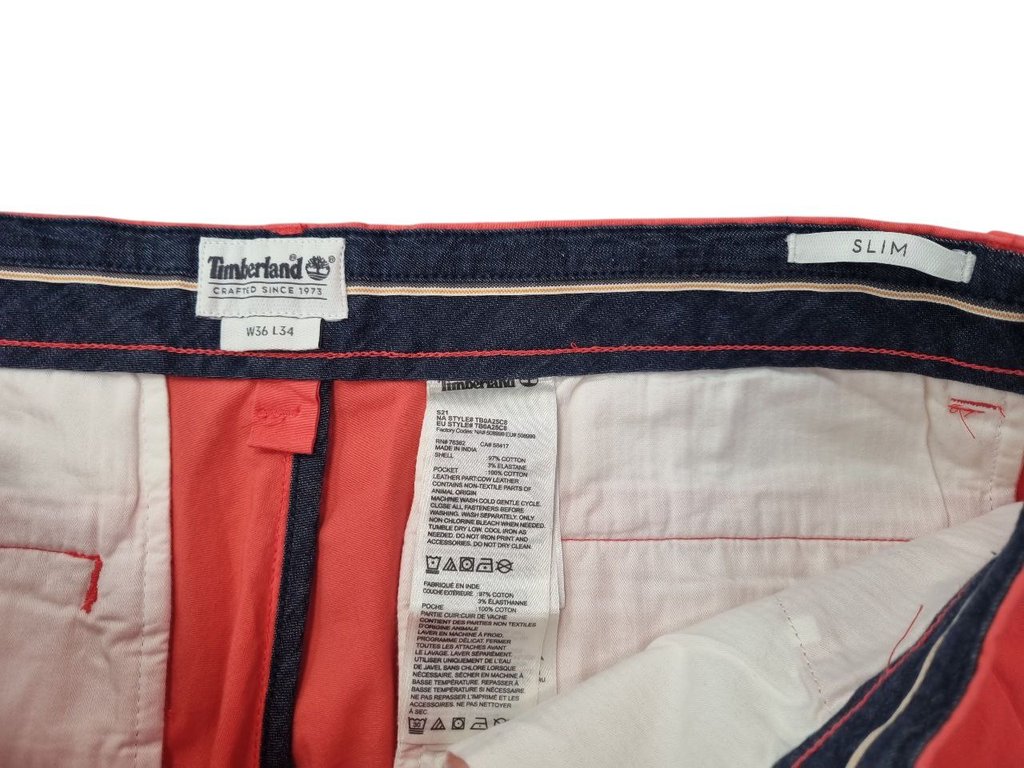 Timberland®
CRAFTED SINCE 1973
W36 L34
SLIM
Timberland
S21
NA STYLE# TB0A25C8
EU STYLE# TB0A25C8
RN# 76362 CA# 56417
MADE IN INDIA
SHELL :97% COTTON
3% ELASTANE
POCKET :100% COTTON
LEATHER PART:COW LEATHER
CONTAINS NON-TEXTILE PARTS OF
ANIMAL ORIGIN
MACHINE WASH COLD GENTLE CYCLE.
CLOSE ALL FASTENERS BEFORE
WASHING. WASH SEPARATELY. ONLY
NON CHLORINE BLEACH WHEN NEEDED.
TUMBLE DRY LOW. COOL IRON AS
NEEDED. DO NOT IRON PRINT AND
ACCESSORIES. DO NOT DRY CLEAN.
FABRIQUÉ EN INDE
COUCHE EXTÉRIEURE :97% COTON
3% ÉLASTHANNE
POCHE :100% COTON
PARTIE CUIR:CUIR DE VACHE
CONTIENT DES PARTIES NON TEXTILES
D'ORIGINE ANIMALE
LAVER EN MACHINE À FROID.
PROGRAMME DÉLICAT. FERMER
TOUTES LES ATTACHES AVANT
LE LAVAGE. LAVER SÉPARÉMENT.
UTILISER UNIQUEMENT DE L'EAU
DE JAVEL SANS CHLORE LORSQUE
NÉCESSAIRE. SÉCHER EN MACHINE À
BASSE TEMPÉRATURE. REPASSER À
BASSE TEMPÉRATURE SI NÉCESSAIRE.
NE PAS REPASSER L'IMPRIMÉ ET LES
ACCESSOIRES. NE PAS NETTOYER
À SEC.